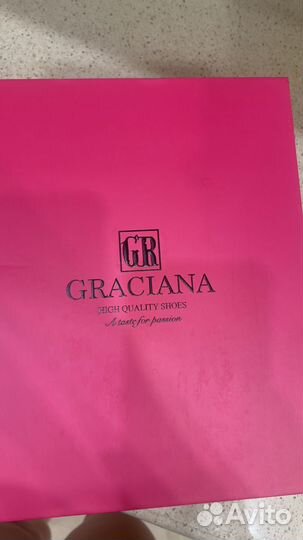 GR
GRACIANA
HIGH QUALITY SHOES
A taste for passion
Avito